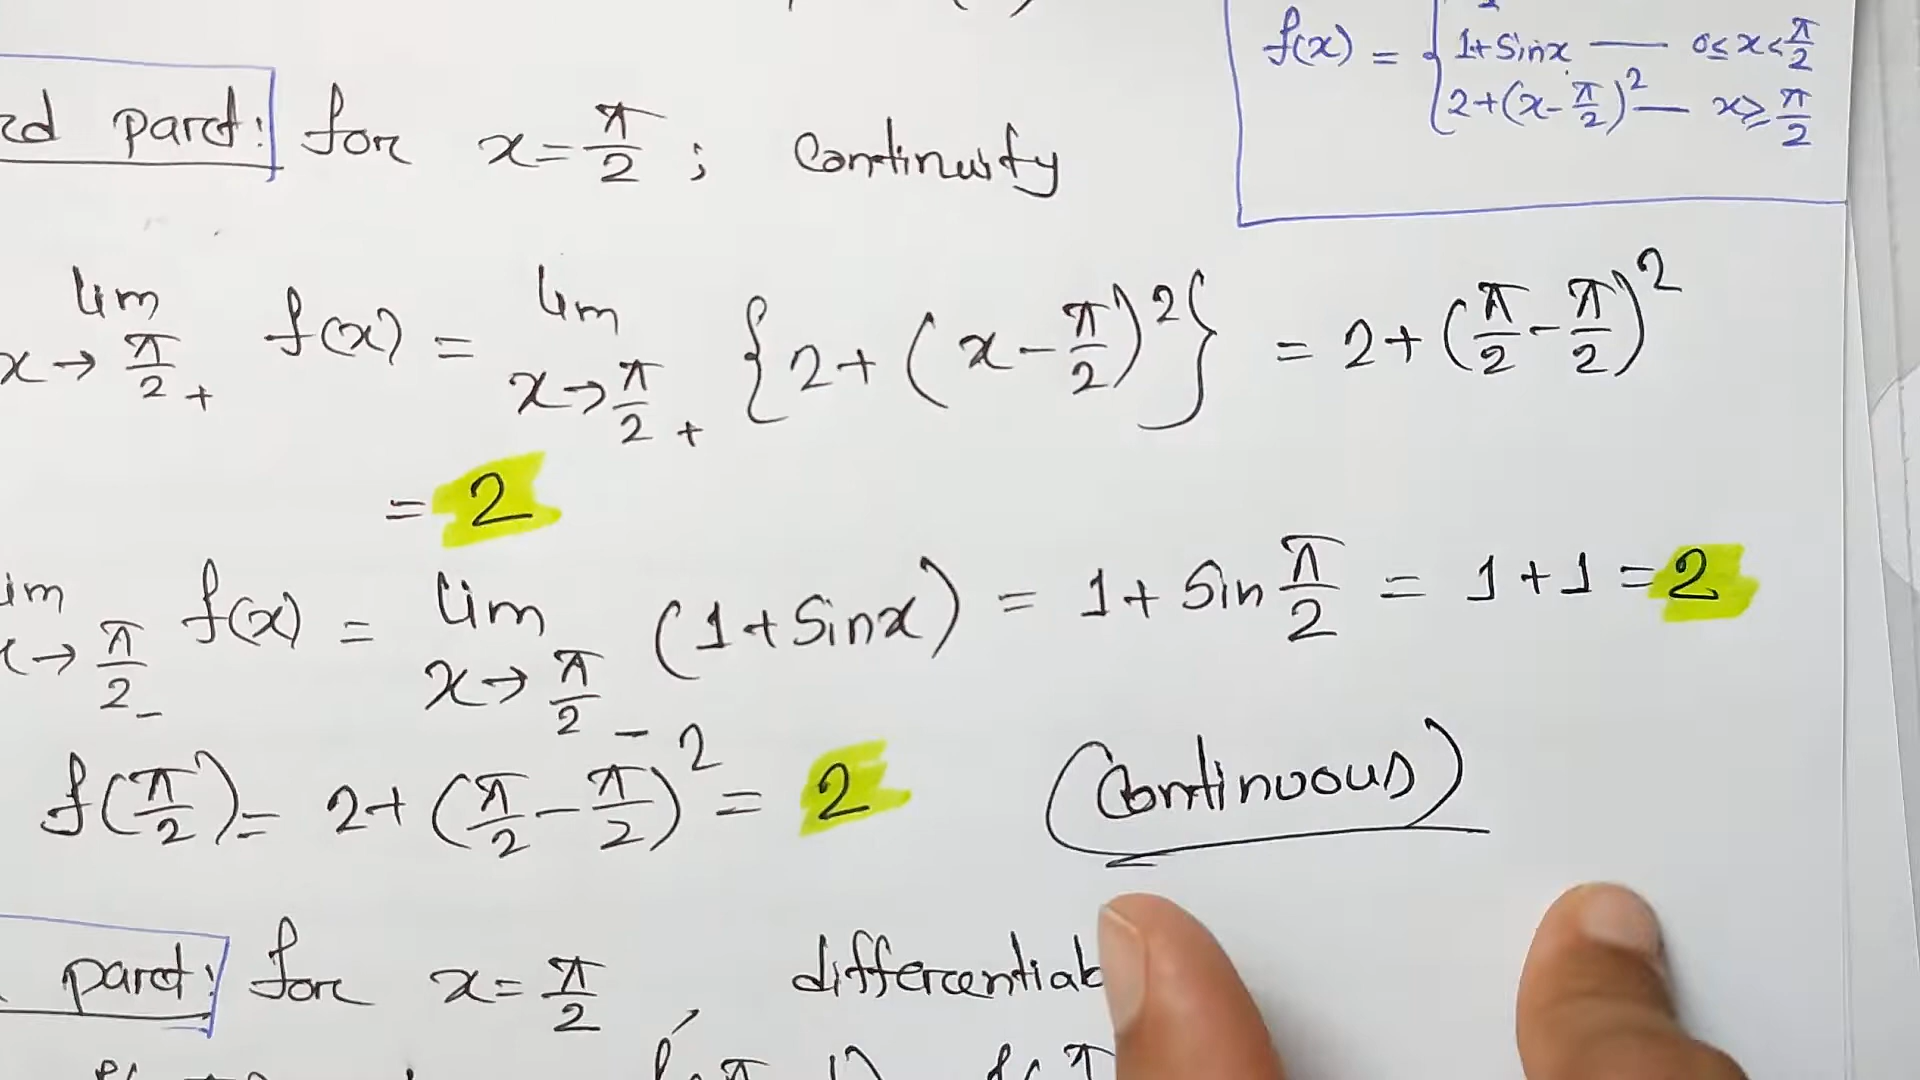 f(x) = { 1+Sinx — 0≤x<π/2
2+(x-π/2)² — x≥π/2
rd part: for x=π/2 ; Continuity
lim x→π/2+ f(x) = lim x→π/2+ {2+(x-π/2)²} = 2+(π/2-π/2)²
= 2
im x→π/2- f(x) = lim x→π/2- (1+Sinx) = 1+Sin π/2 = 1+1 = 2
f(π/2) = 2+(π/2-π/2)² = 2 (Continuous)
part: for x=π/2 differentiab